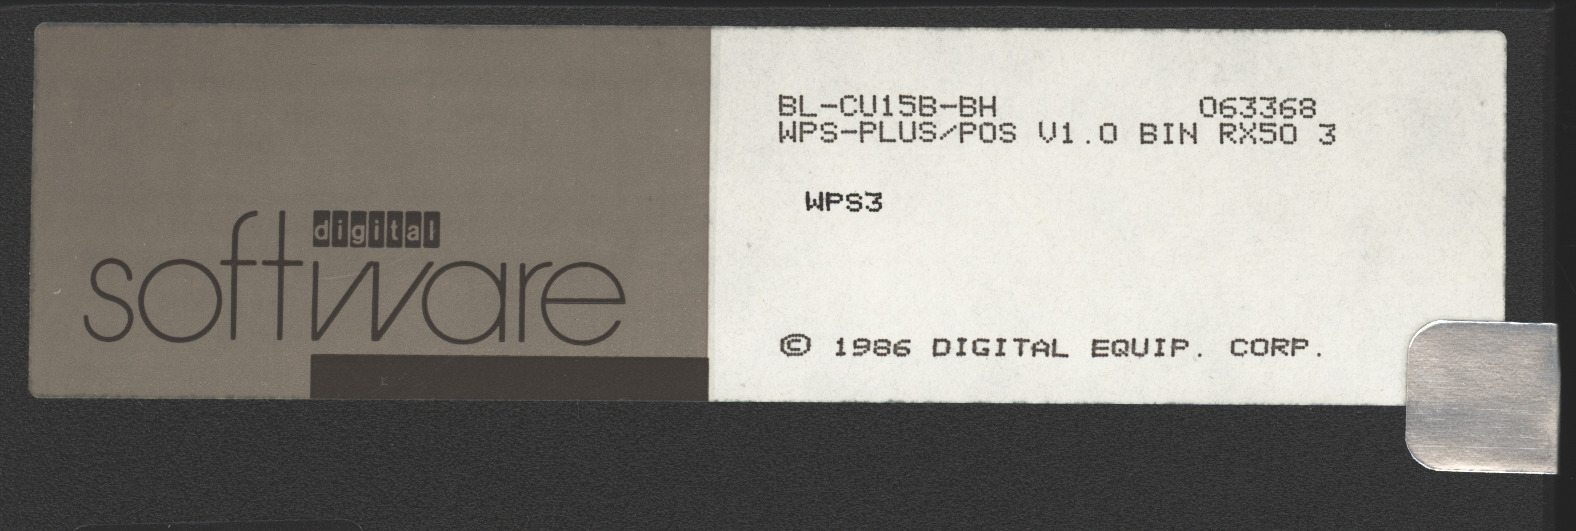 digital
software
BL-CU15B-BH 063368
WPS-PLUS/POS V1.0 BIN RX50 3
WPS3
© 1986 DIGITAL EQUIP. CORP.